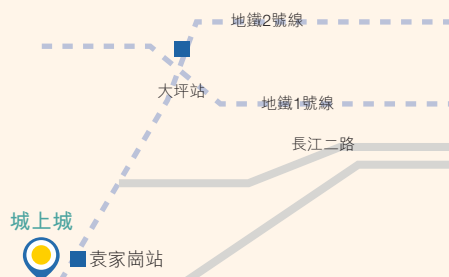 地鐵2號線
大坪站
地鐵1號線
長江二路
城上城
袁家崗站